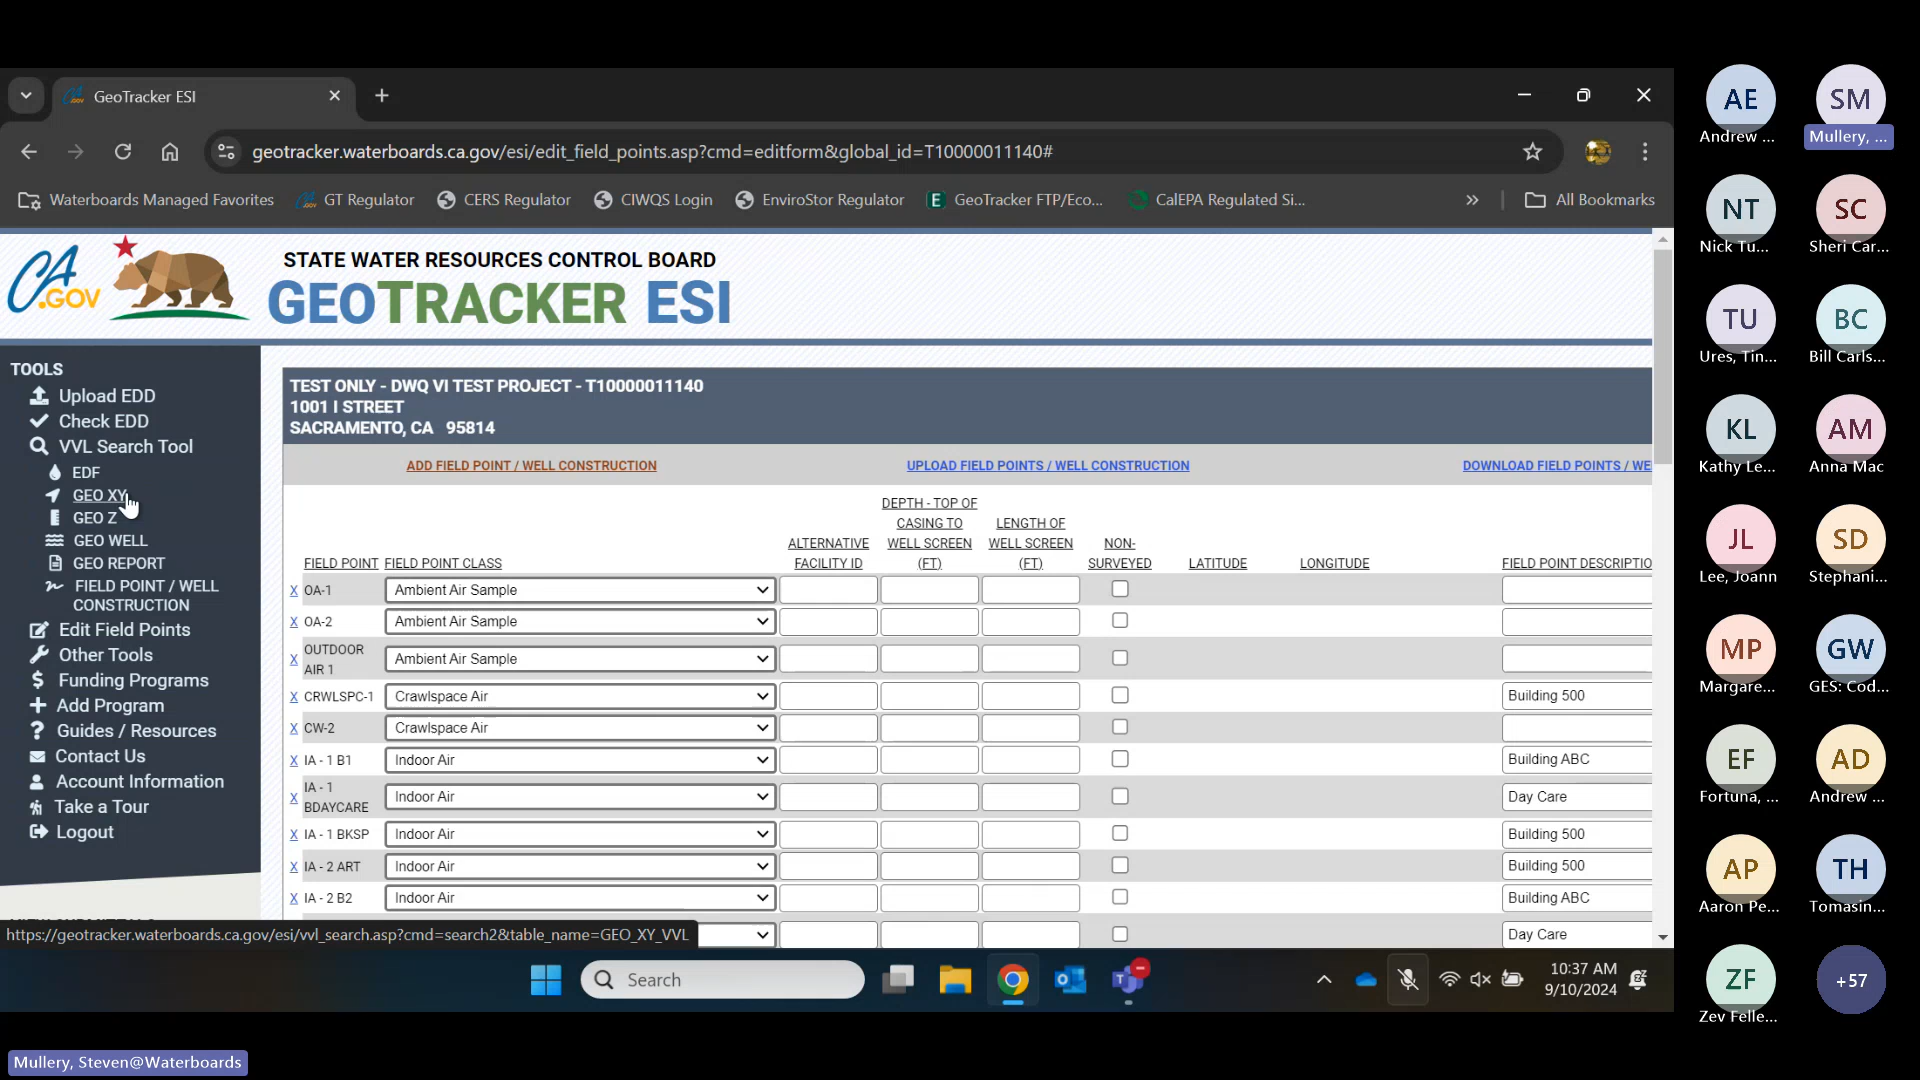 GeoTracker ESI
geotracker.waterboards.ca.gov/esi/edit_field_points.asp?cmd=editform&global_id=T10000011140#
Waterboards Managed Favorites GT Regulator CERS Regulator CIWQS Login EnviroStor Regulator GeoTracker FTP/Eco... CalEPA Regulated Si... » All Bookmarks
CA.GOV
STATE WATER RESOURCES CONTROL BOARD
GEOTRACKER ESI
TOOLS
Upload EDD
Check EDD
VVL Search Tool
EDF
GEO XY
GEO Z
GEO WELL
GEO REPORT
FIELD POINT / WELL
CONSTRUCTION
Edit Field Points
Other Tools
Funding Programs
Add Program
Guides / Resources
Contact Us
Account Information
Take a Tour
Logout
TEST ONLY - DWQ VI TEST PROJECT - T10000011140
1001 I STREET
SACRAMENTO, CA 95814
ADD FIELD POINT / WELL CONSTRUCTION UPLOAD FIELD POINTS / WELL CONSTRUCTION DOWNLOAD FIELD POINTS / WE
DEPTH - TOP OF
CASING TO LENGTH OF
ALTERNATIVE WELL SCREEN WELL SCREEN NON-
FIELD POINT FIELD POINT CLASS FACILITY ID (FT) (FT) SURVEYED LATITUDE LONGITUDE FIELD POINT DESCRIPTIO
X OA-1 Ambient Air Sample
X OA-2 Ambient Air Sample
OUTDOOR
X AIR 1 Ambient Air Sample
X CRWLSPC-1 Crawlspace Air Building 500
X CW-2 Crawlspace Air
X IA - 1 B1 Indoor Air Building ABC
IA - 1
X BDAYCARE Indoor Air Day Care
X IA - 1 BKSP Indoor Air Building 500
X IA - 2 ART Indoor Air Building 500
X IA - 2 B2 Indoor Air Building ABC
Day Care
https://geotracker.waterboards.ca.gov/esi/vvl_search.asp?cmd=search2&table_name=GEO_XY_VVL
Search
10:37 AM
9/10/2024
AE SM
Andrew ... Mullery, ...
NT SC
Nick Tu... Sheri Car...
TU BC
Ures, Tin... Bill Carls...
KL AM
Kathy Le... Anna Mac
JL SD
Lee, Joann Stephani...
MP GW
Margare... GES: Cod...
EF AD
Fortuna, ... Andrew ...
AP TH
Aaron Pe... Tomasin...
ZF +57
Zev Felle...
Mullery, Steven@Waterboards